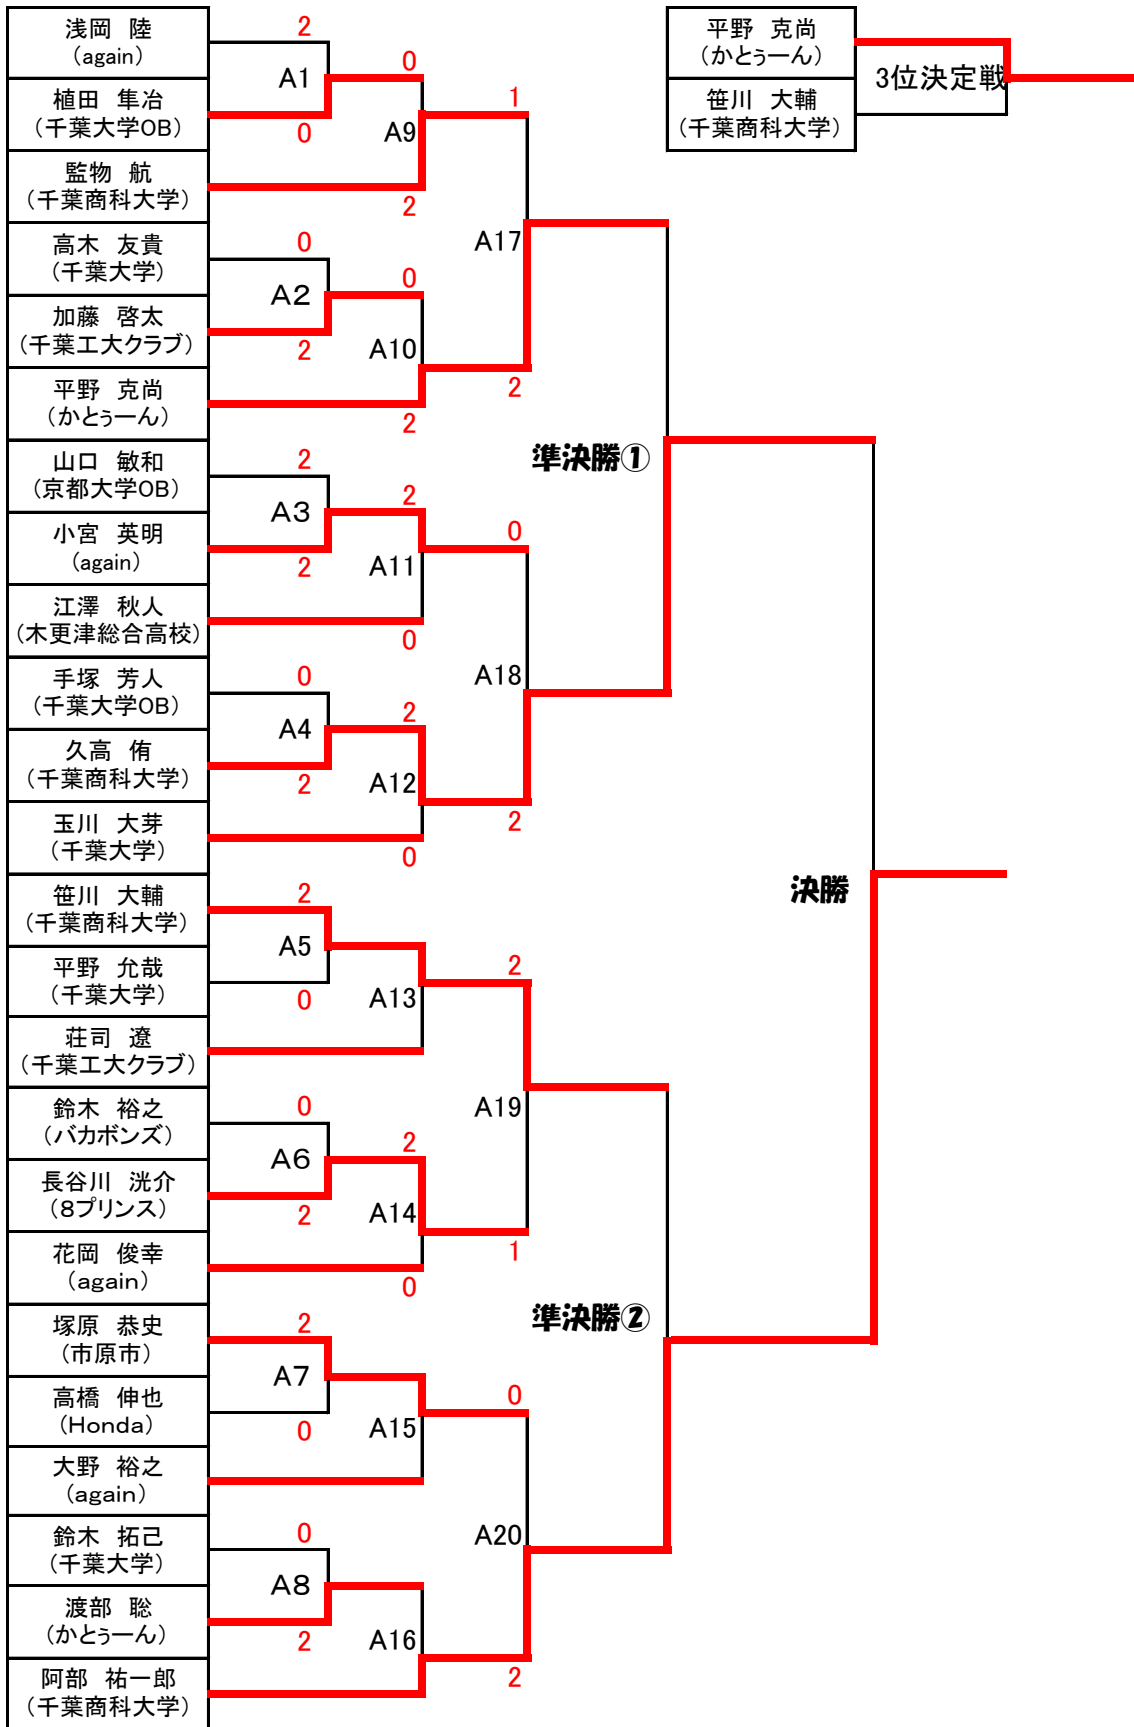 浅岡 陸
(again)
植田 隼冶
(千葉大学OB)
監物 航
(千葉商科大学)
高木 友貴
(千葉大学)
加藤 啓太
(千葉工大クラブ)
平野 克尚
(かとぅーん)
山口 敏和
(京都大学OB)
小宮 英明
(again)
江澤 秋人
(木更津総合高校)
手塚 芳人
(千葉大学OB)
久高 侑
(千葉商科大学)
玉川 大芽
(千葉大学)
笹川 大輔
(千葉商科大学)
平野 允哉
(千葉大学)
荘司 遼
(千葉工大クラブ)
鈴木 裕之
(バカボンズ)
長谷川 洸介
(8プリンス)
花岡 俊幸
(again)
塚原 恭史
(市原市)
高橋 伸也
(Honda)
大野 裕之
(again)
鈴木 拓己
(千葉大学)
渡部 聡
(かとぅーん)
阿部 祐一郎
(千葉商科大学)
2
A1
0
0
A2
2
2
A3
2
0
A4
2
2
A5
0
0
A6
2
2
A7
0
0
A8
2
0
A9
2
0
A10
2
2
A11
0
2
A12
0
A13
2
A14
0
A15
A16
1
A17
2
0
A18
2
2
A19
1
0
A20
2
準決勝①
準決勝②
決勝
平野 克尚
(かとぅーん)
笹川 大輔
(千葉商科大学)
3位決定戦